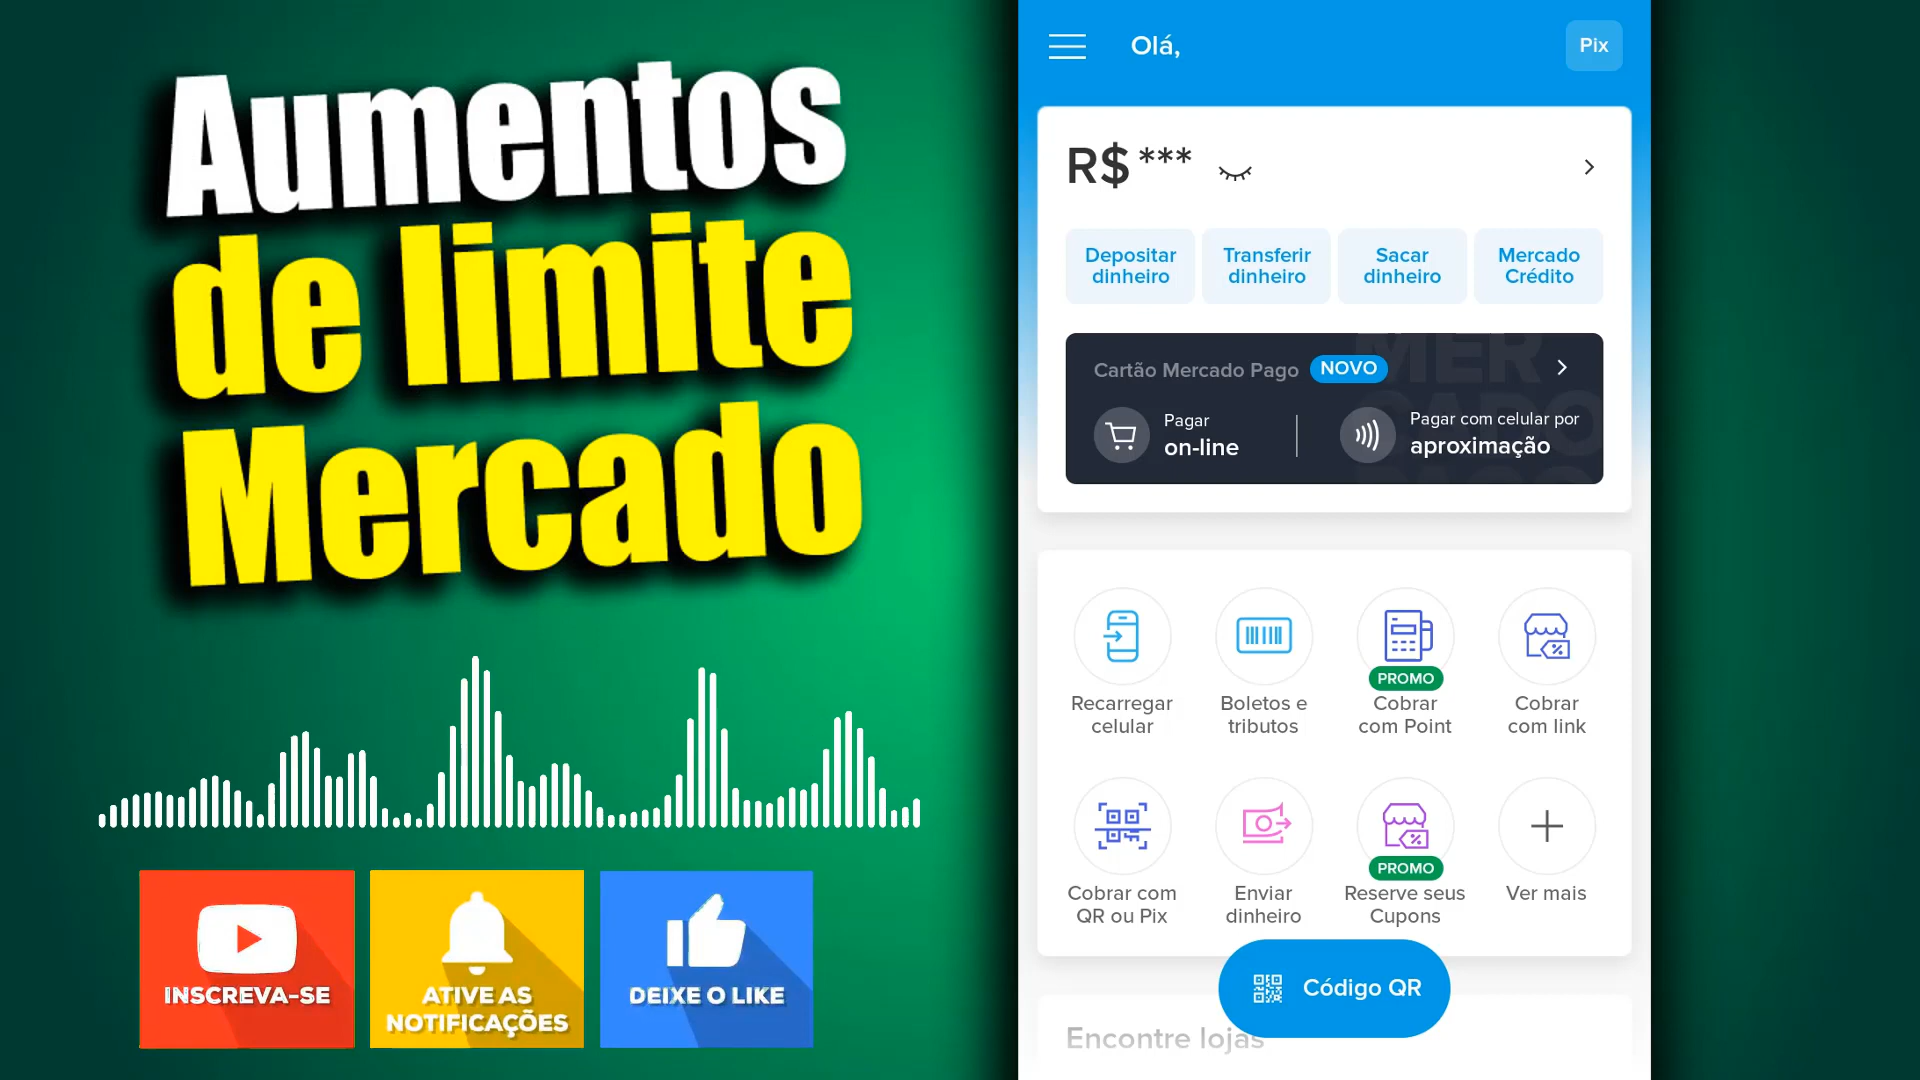 Aumentos
de limite
Mercado
INSCREVA-SE
ATIVE AS
NOTIFICAÇÕES
DEIXE O LIKE
Olá,
Pix
R$ ***
Depositar
dinheiro
Transferir
dinheiro
Sacar
dinheiro
Mercado
Crédito
Cartão Mercado Pago
NOVO
Pagar
on-line
Pagar com celular por
aproximação
Recarregar
celular
Boletos e
tributos
PROMO
Cobrar
com Point
Cobrar
com link
Cobrar com
QR ou Pix
Enviar
dinheiro
PROMO
Reserve seus
Cupons
Ver mais
Código QR
Encontre lojas